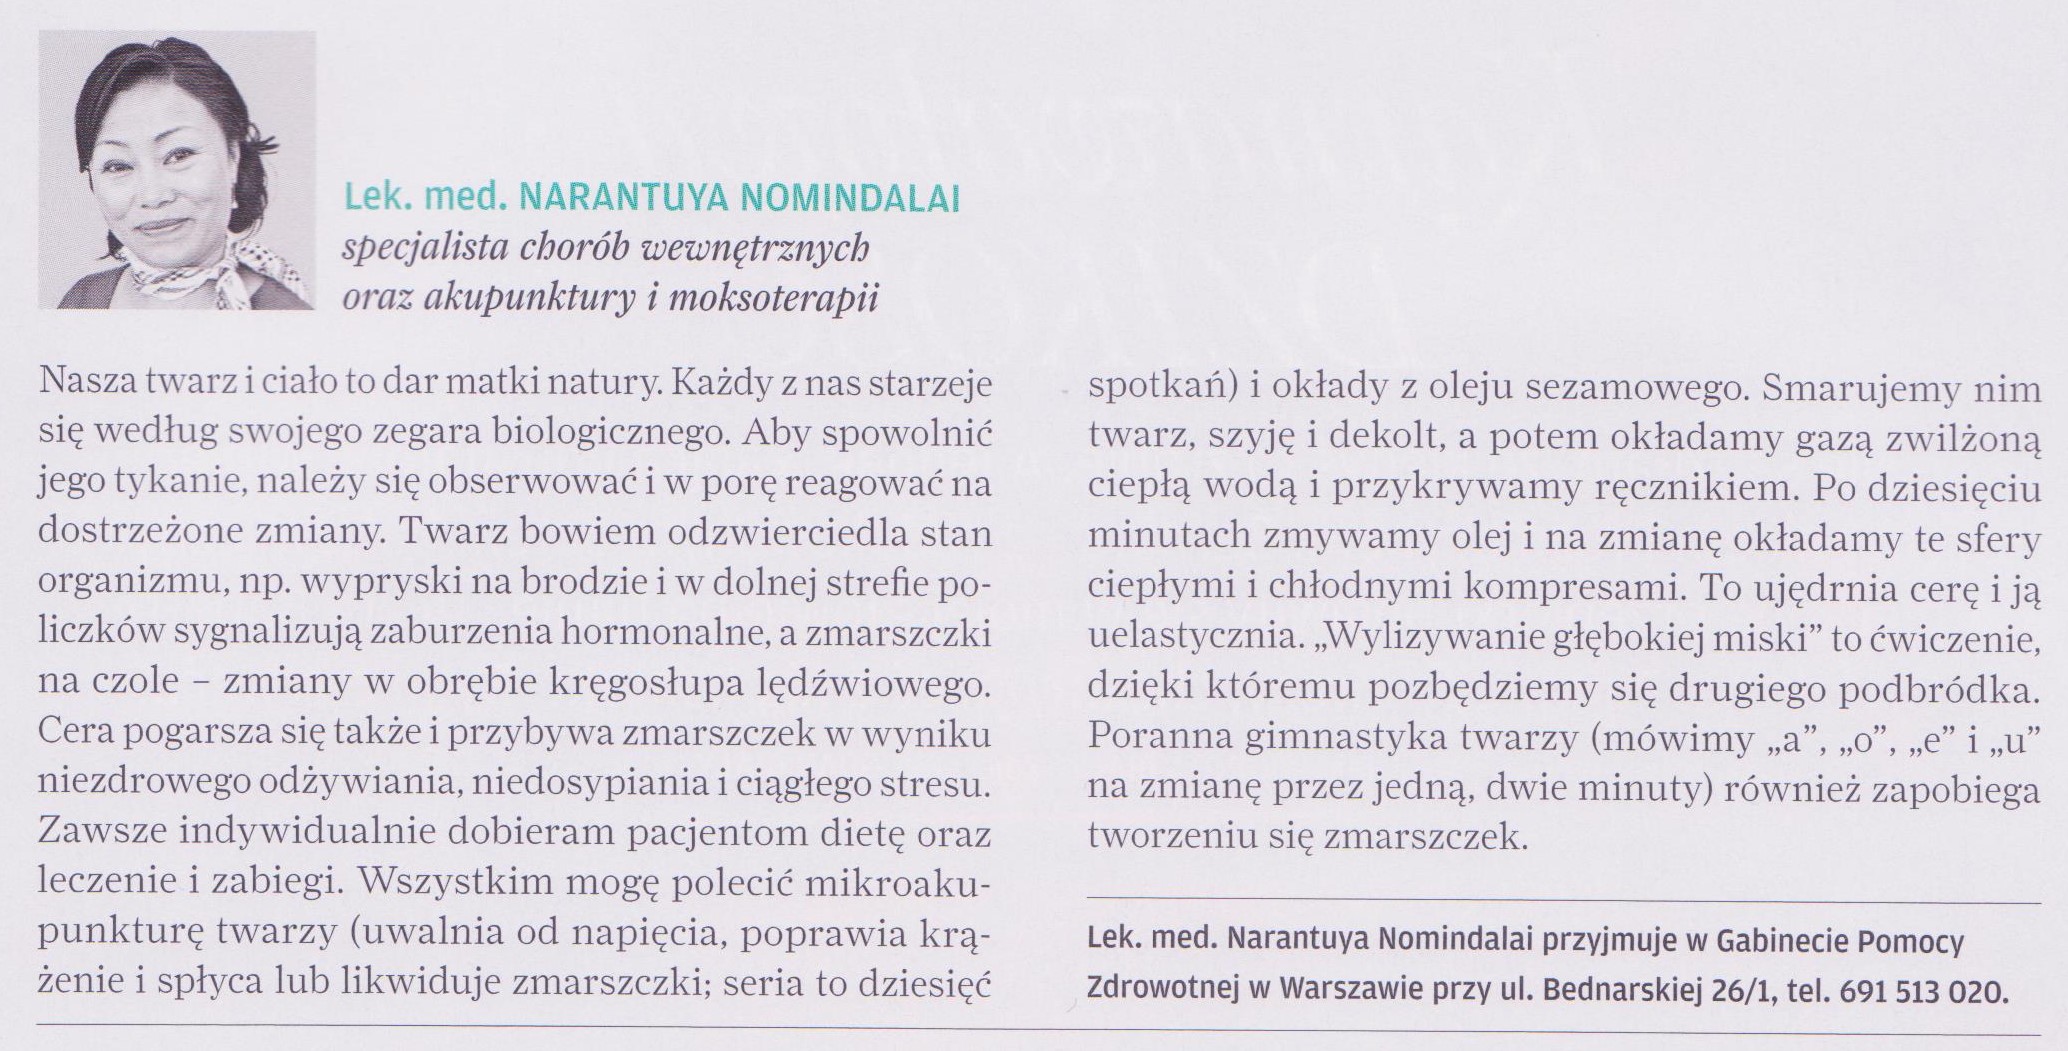 Lek. med. NARANTUYA NOMINDALAI
specjalista chorób wewnętrznych
oraz akupunktury i moksoterapii
Nasza twarz i ciało to dar matki natury. Każdy z nas starzeje
się według swojego zegara biologicznego. Aby spowolnić
jego tykanie, należy się obserwować i w porę reagować na
dostrzeżone zmiany. Twarz bowiem odzwierciedla stan
organizmu, np. wypryski na brodzie i w dolnej strefie po-
liczków sygnalizują zaburzenia hormonalne, a zmarszczki
na czole – zmiany w obrębie kręgosłupa lędźwiowego.
Cera pogarsza się także i przybywa zmarszczek w wyniku
niezdrowego odżywiania, niedosypiania i ciągłego stresu.
Zawsze indywidualnie dobieram pacjentom dietę oraz
leczenie i zabiegi. Wszystkim mogę polecić mikroaku-
punkturę twarzy (uwalnia od napięcia, poprawia krą-
żenie i spłyca lub likwiduje zmarszczki; seria to dziesięć
spotkań) i okłady z oleju sezamowego. Smarujemy nim
twarz, szyję i dekolt, a potem okładamy gazą zwilżoną
ciepłą wodą i przykrywamy ręcznikiem. Po dziesięciu
minutach zmywamy olej i na zmianę okładamy te sfery
ciepłymi i chłodnymi kompresami. To ujędrnia cerę i ją
uelastycznia. „Wylizywanie głębokiej miski” to ćwiczenie,
dzięki któremu pozbędziemy się drugiego podbródka.
Poranna gimnastyka twarzy (mówimy „a”, „o”, „e” i „u”
na zmianę przez jedną, dwie minuty) również zapobiega
tworzeniu się zmarszczek.
Lek. med. Narantuya Nomindalai przyjmuje w Gabinecie Pomocy
Zdrowotnej w Warszawie przy ul. Bednarskiej 26/1, tel. 691 513 020.